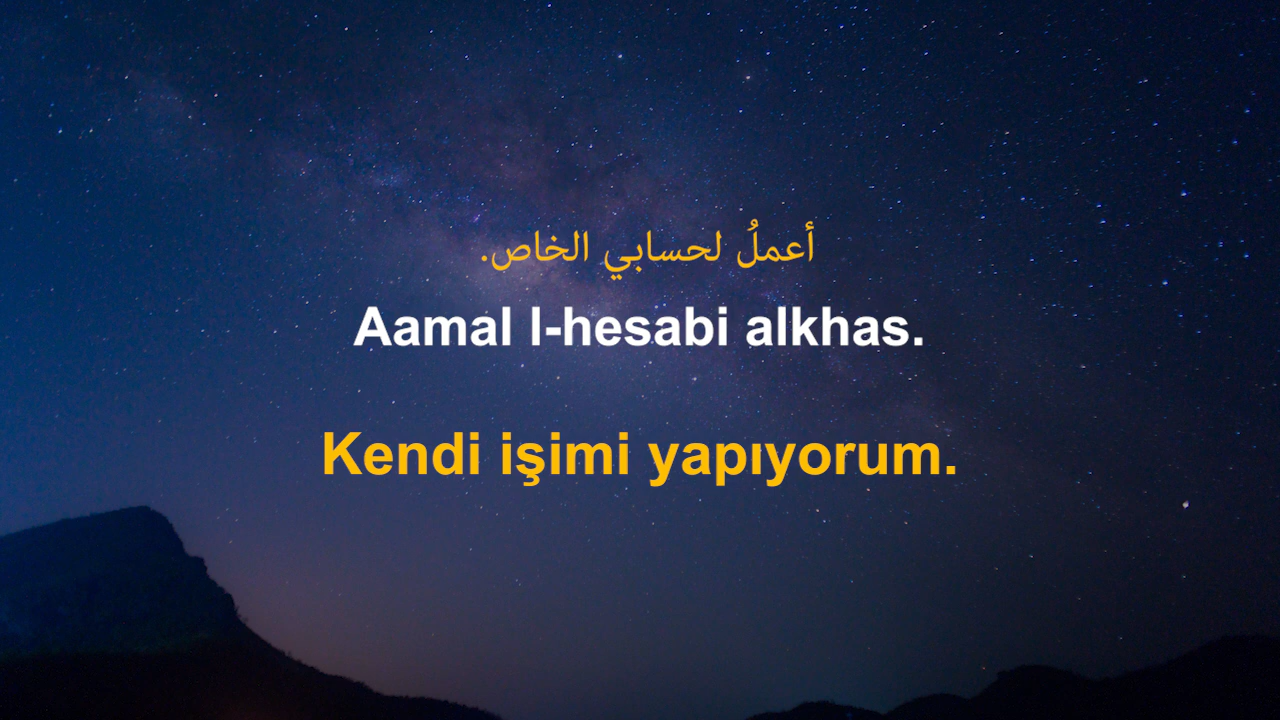 أعملُ لحسابي الخاص.
Aamal l-hesabi alkhas.
Kendi işimi yapıyorum.